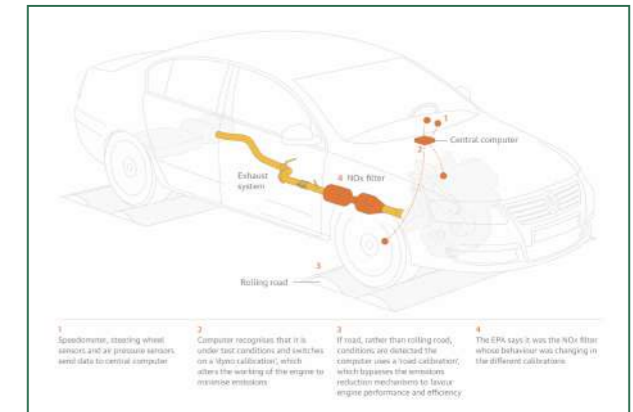 1
Central computer
2
Exhaust
system
4 NOx filter
3
Rolling road
1
Speedometer, steering wheel
sensors and air pressure sensors
send data to central computer
2
Computer recognises that it is
under test conditions and switches
on a 'dyno calibration', which
alters the working of the engine to
minimise emissions
3
If road, rather than rolling road,
conditions are detected the
computer uses a 'road calibration',
which bypasses the emissions
reduction mechanisms to favour
engine performance and efficiency
4
The EPA says it was the NOx filter
whose behaviour was changing in
the different calibrations